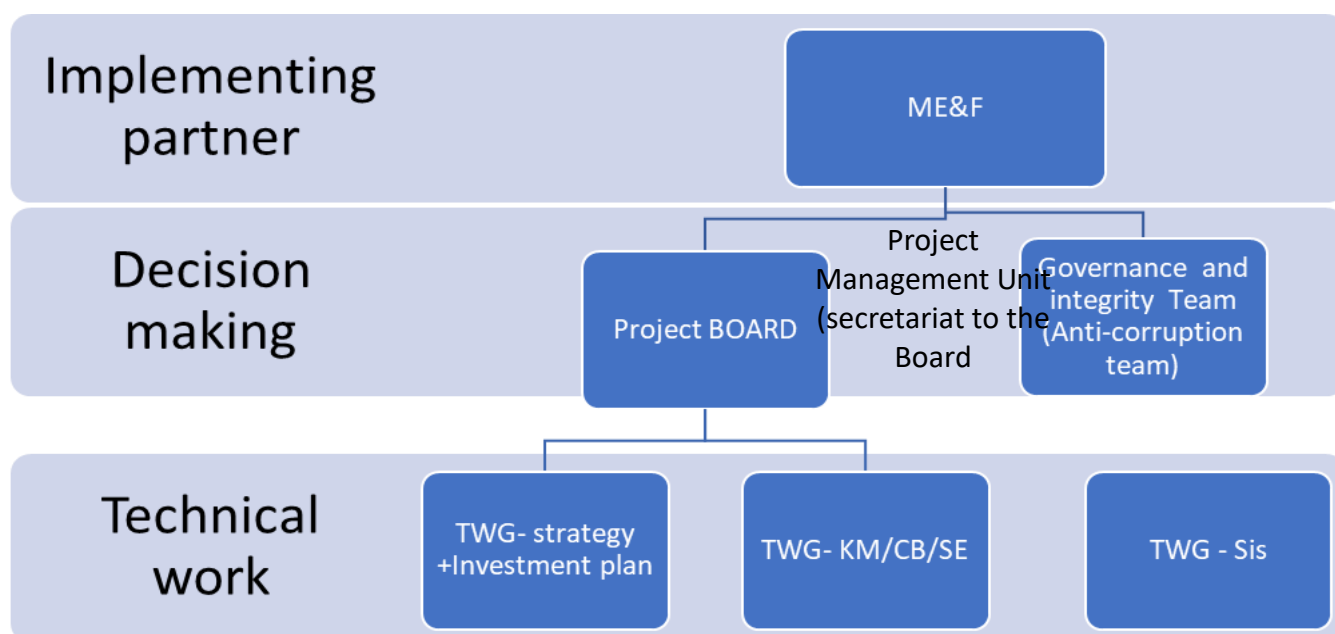 Implementing
partner
ME&F
Decision
making
Project BOARD
Project
Management Unit
(secretariat to the
Board
Governance and
integrity Team
(Anti-corruption
team)
Technical
work
TWG- strategy
+Investment plan
TWG- KM/CB/SE
TWG - Sis